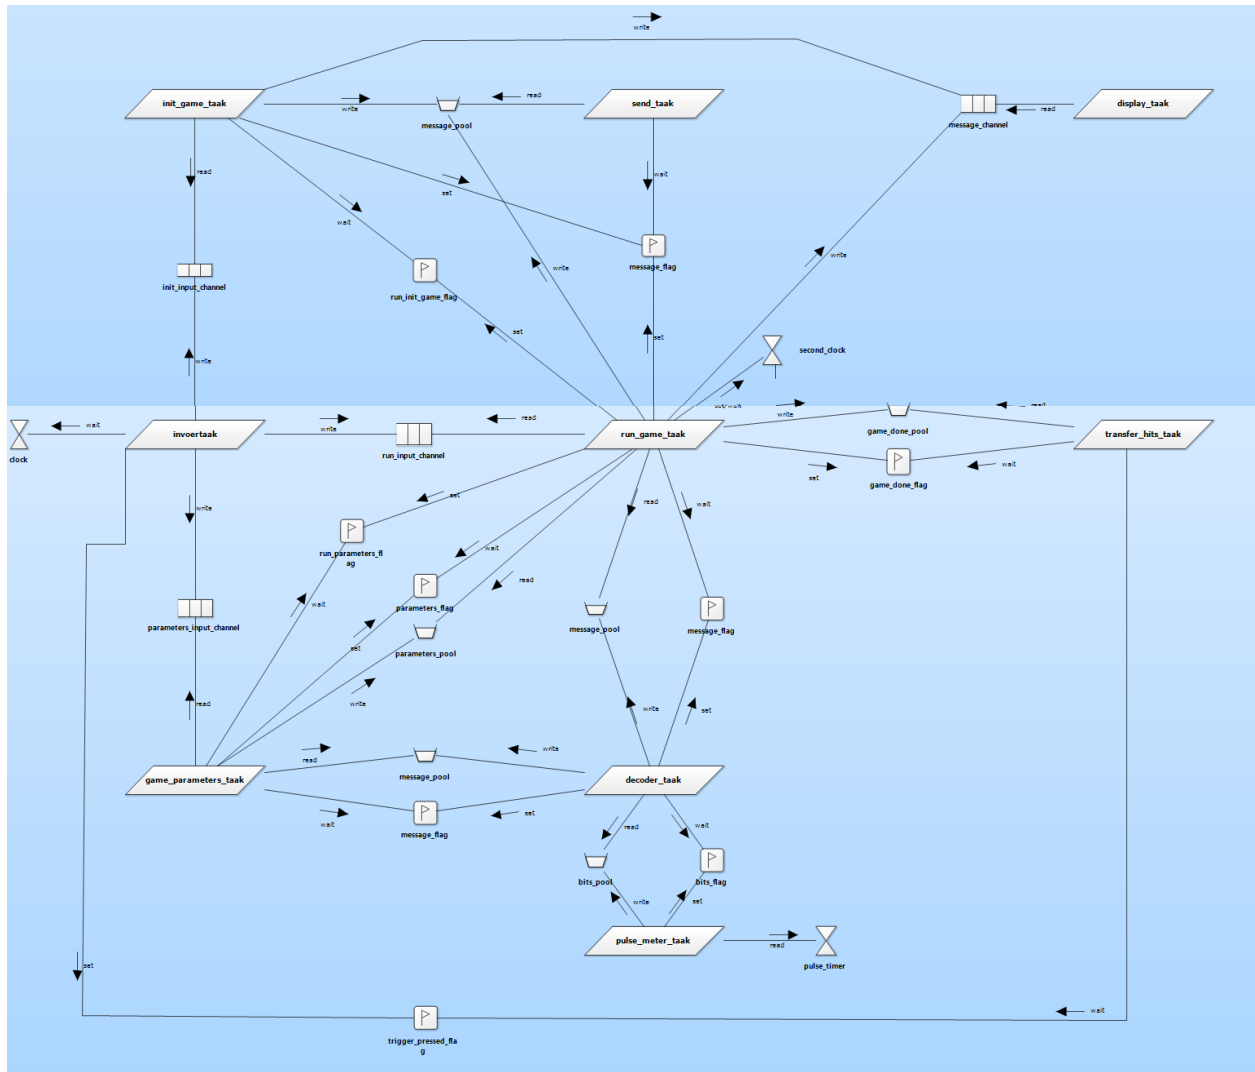 write
init_game_taak
write
read
message_pool
send_taak
message_channel
read
display_taak
read
wait
set
wait
init_input_channel
run_init_game_flag
message_flag
write
write
set
set
write
second_clock
set/wait
write
read
game_done_pool
wait
clock
invoertaak
write
read
run_input_channel
run_game_taak
transfer_hits_taak
set
wait
game_done_flag
write
set
run_parameters_fl
ag
wait
read
wait
read
parameters_input_channel
wait
parameters_flag
set
parameters_pool
message_pool
message_flag
read
write
write
set
game_parameters_taak
read
write
message_pool
decoder_taak
wait
set
message_flag
read
wait
bits_pool
bits_flag
write
set
pulse_meter_taak
read
pulse_timer
set
wait
trigger_pressed_fla
g